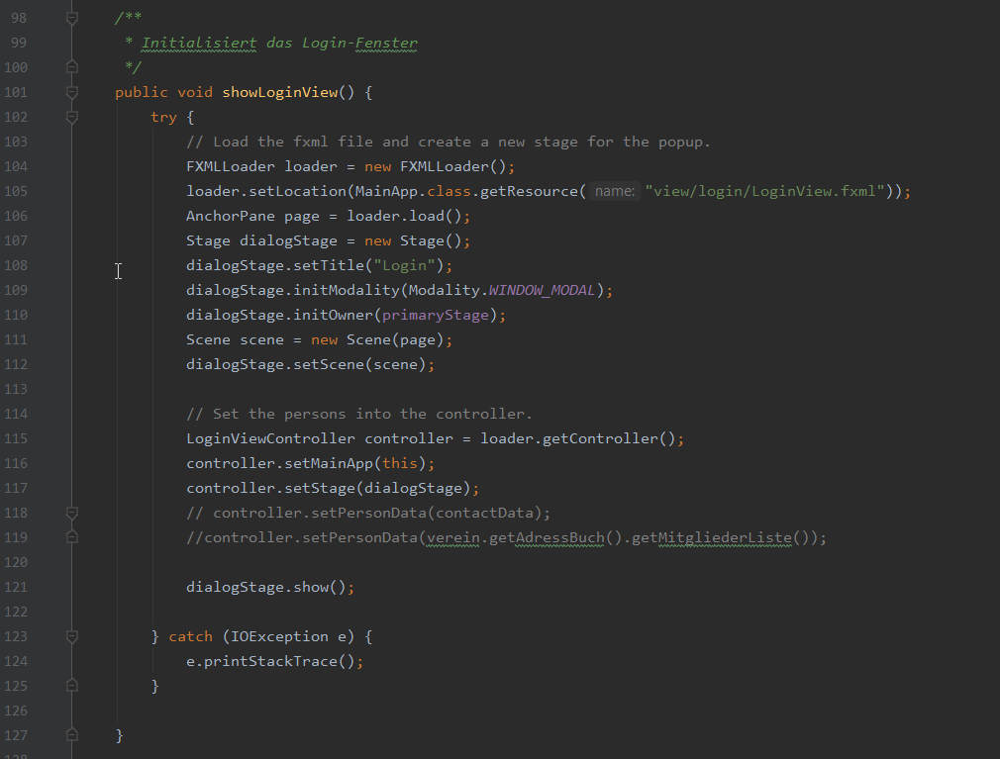 98 /**
99 * Initialisiert das Login-Fenster
100 */
101 public void showLoginView() {
102 try {
103 // Load the fxml file and create a new stage for the popup.
104 FXMLLoader loader = new FXMLLoader();
105 loader.setLocation(MainApp.class.getResource( name: "view/login/LoginView.fxml"));
106 AnchorPane page = loader.load();
107 Stage dialogStage = new Stage();
108 dialogStage.setTitle("Login");
109 dialogStage.initModality(Modality.WINDOW_MODAL);
110 dialogStage.initOwner(primaryStage);
111 Scene scene = new Scene(page);
112 dialogStage.setScene(scene);
113
114 // Set the persons into the controller.
115 LoginViewController controller = loader.getController();
116 controller.setMainApp(this);
117 controller.setStage(dialogStage);
118 // controller.setPersonData(contactData);
119 //controller.setPersonData(verein.getAdressBuch().getMitgliederListe());
120
121 dialogStage.show();
122
123 } catch (IOException e) {
124 e.printStackTrace();
125 }
126
127 }